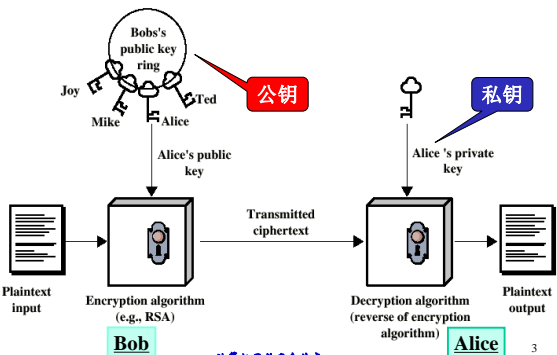 Bobs's
public key
ring
Joy
Ted
Mike
Alice
公钥
私钥
Alice's public
key
Alice 's private
key
Transmitted
ciphertext
Plaintext
input
Encryption algorithm
(e.g., RSA)
Decryption algorithm
(reverse of encryption
algorithm)
Plaintext
output
Bob
Alice
3